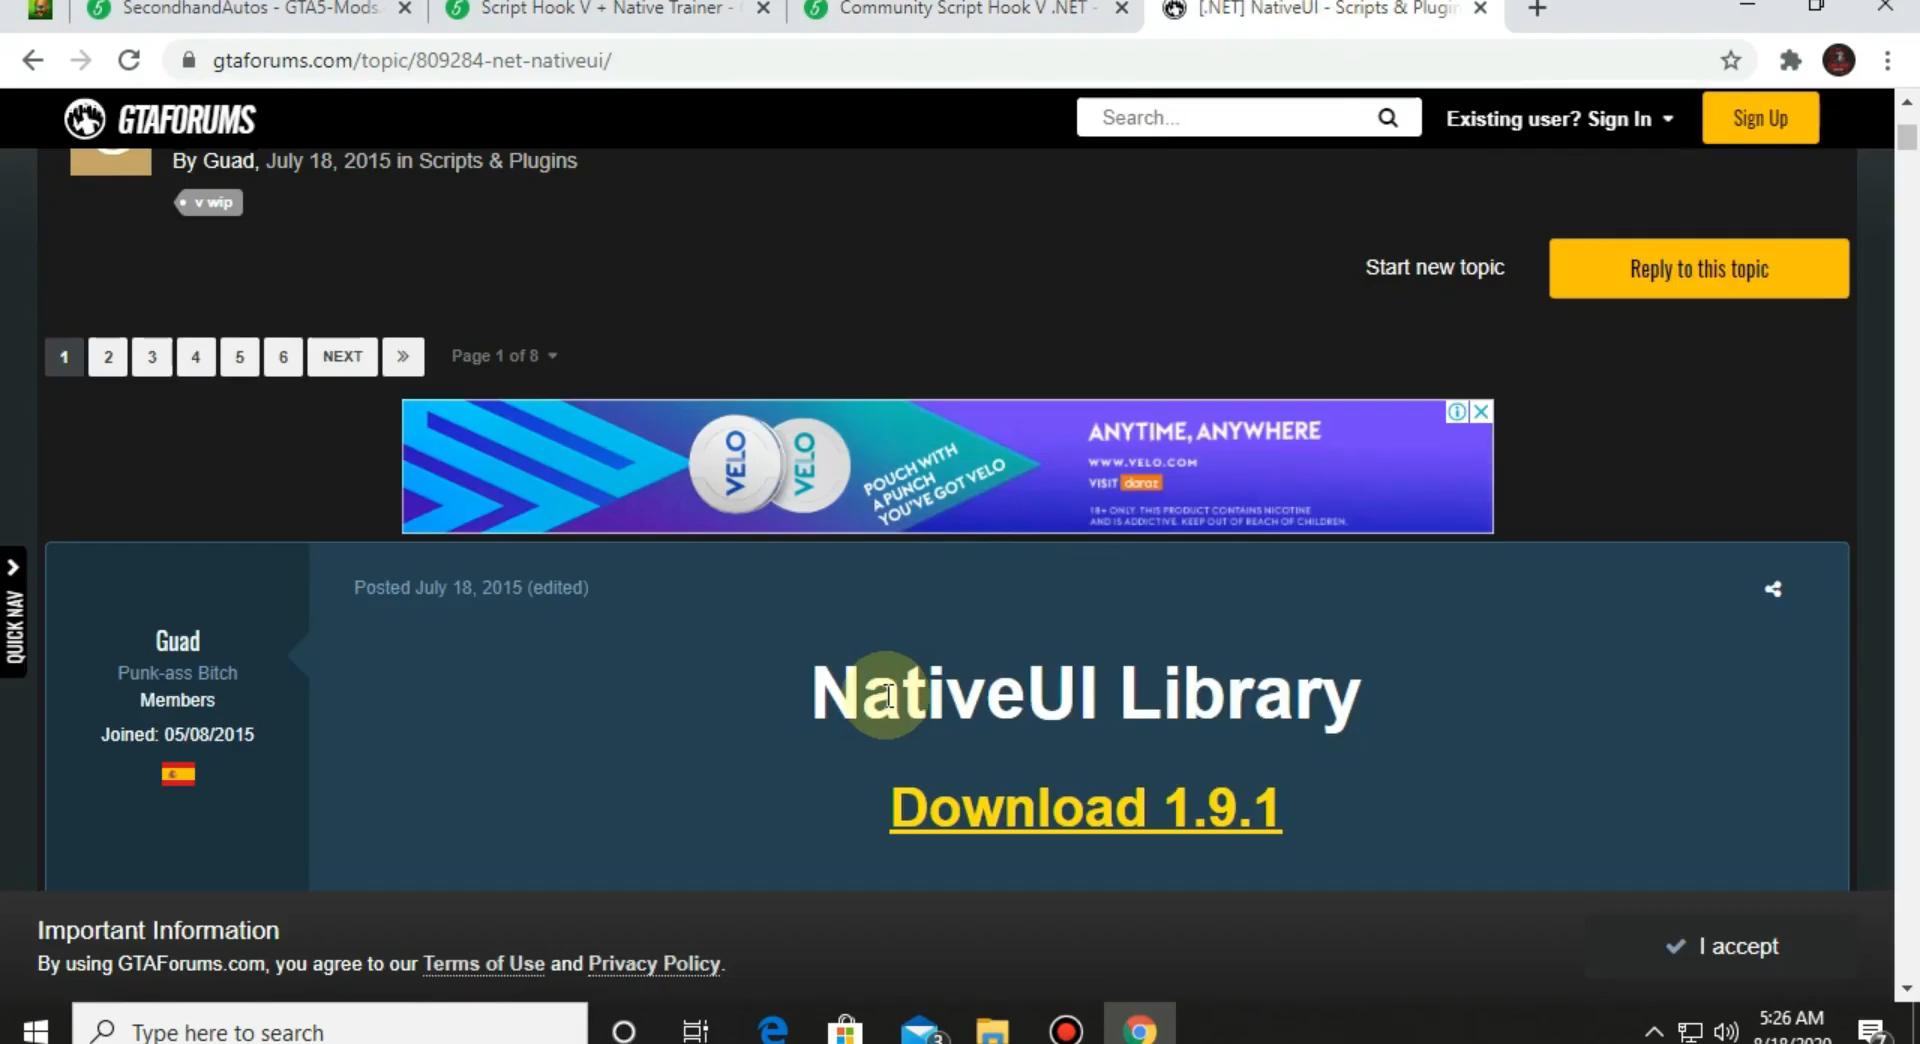 SecondhandAutos - GTA5-Mods.
Script Hook V + Native Trainer -
Community Script Hook V .NET -
[.NET] NativeUI - Scripts & Plugin
gtaforums.com/topic/809284-net-nativeui/
GTAFORUMS
Search...
Existing user? Sign In
Sign Up
By Guad, July 18, 2015 in Scripts & Plugins
v wip
Start new topic
Reply to this topic
1 2 3 4 5 6 NEXT » Page 1 of 8
VELO
VELO
POUCH WITH
A PUNCH
YOU'VE GOT VELO
ANYTIME, ANYWHERE
WWW.VELO.COM
VISIT daraz
18+ ONLY. THIS PRODUCT CONTAINS NICOTINE
AND IS ADDICTIVE. KEEP OUT OF REACH OF CHILDREN.
QUICK NAV
Posted July 18, 2015 (edited)
Guad
Punk-ass Bitch
Members
Joined: 05/08/2015
NativeUI Library
Download 1.9.1
Important Information
By using GTAForums.com, you agree to our Terms of Use and Privacy Policy.
I accept
Type here to search
3
5:26 AM
8/18/2020
7